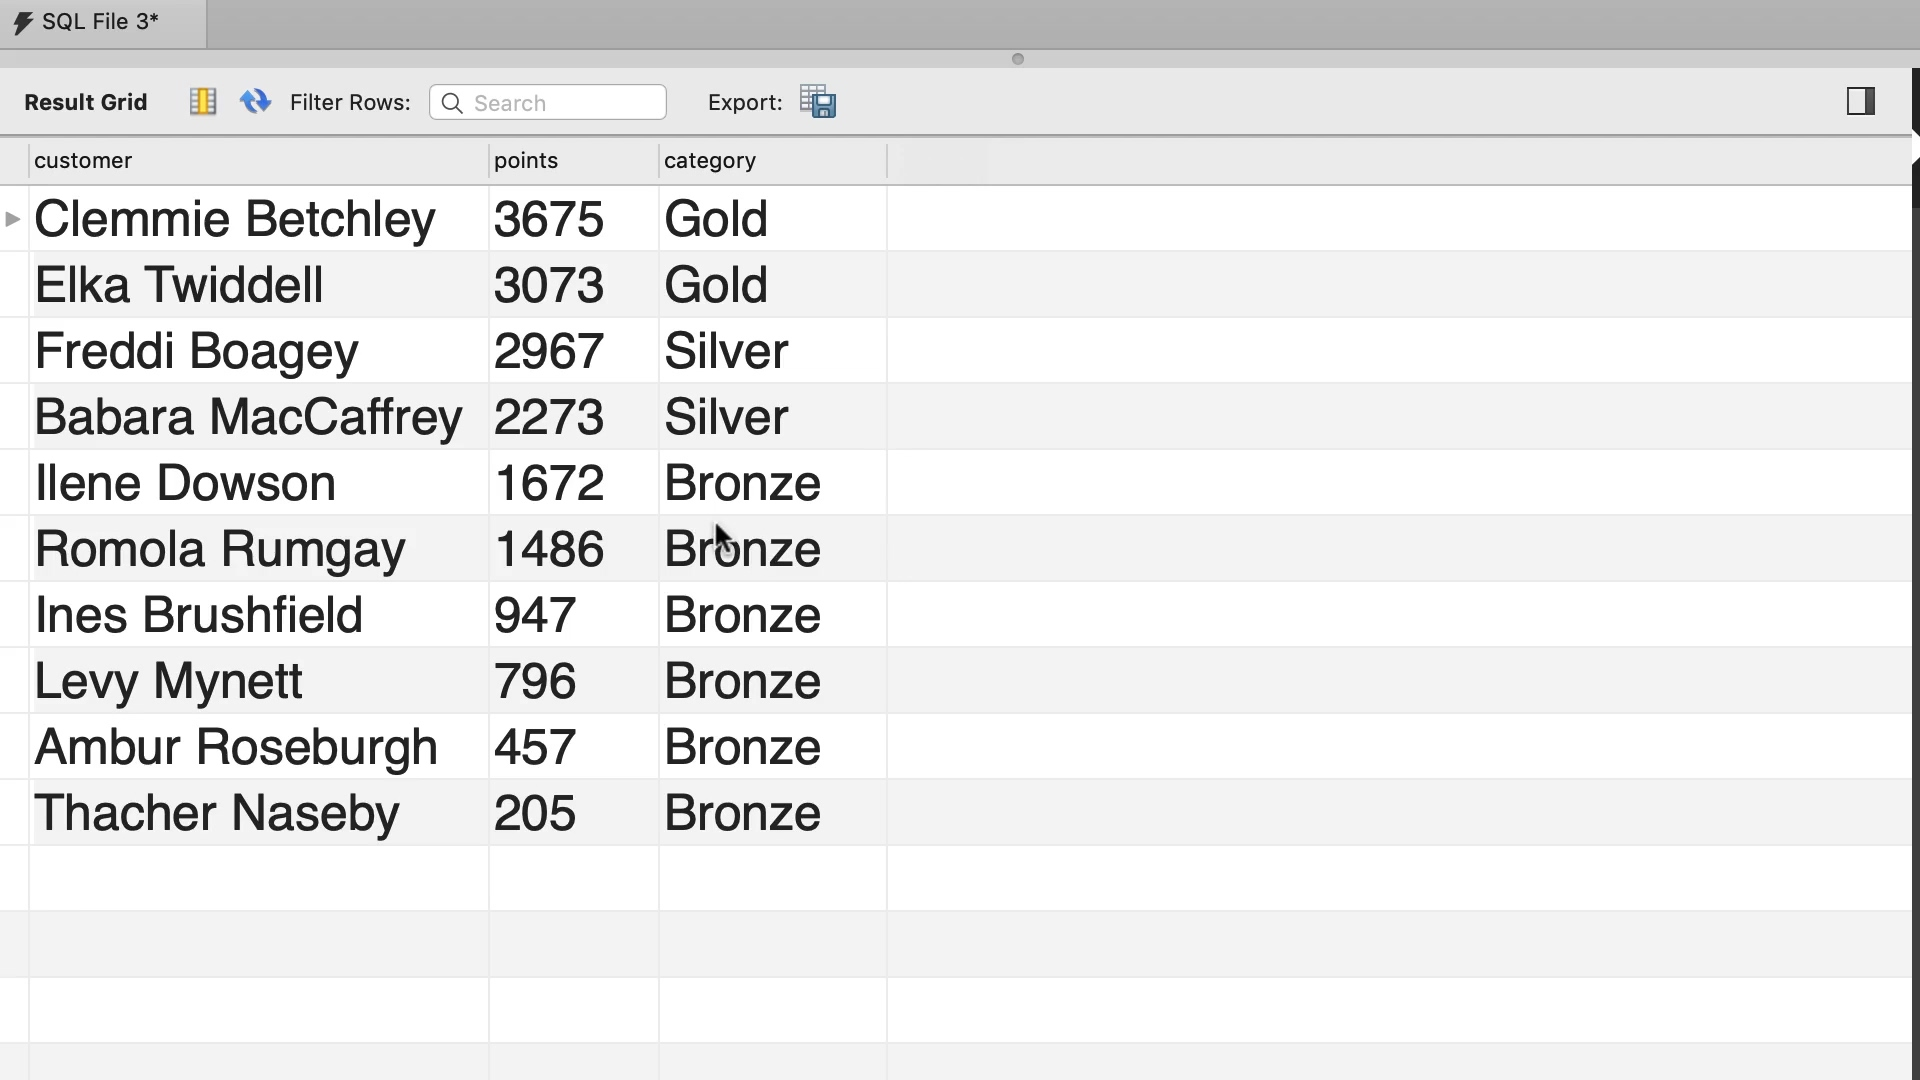 SQL File 3*
Result Grid Filter Rows: Search Export:
customer points category
Clemmie Betchley 3675 Gold
Elka Twiddell 3073 Gold
Freddi Boagey 2967 Silver
Babara MacCaffrey 2273 Silver
Ilene Dowson 1672 Bronze
Romola Rumgay 1486 Bronze
Ines Brushfield 947 Bronze
Levy Mynett 796 Bronze
Ambur Roseburgh 457 Bronze
Thacher Naseby 205 Bronze